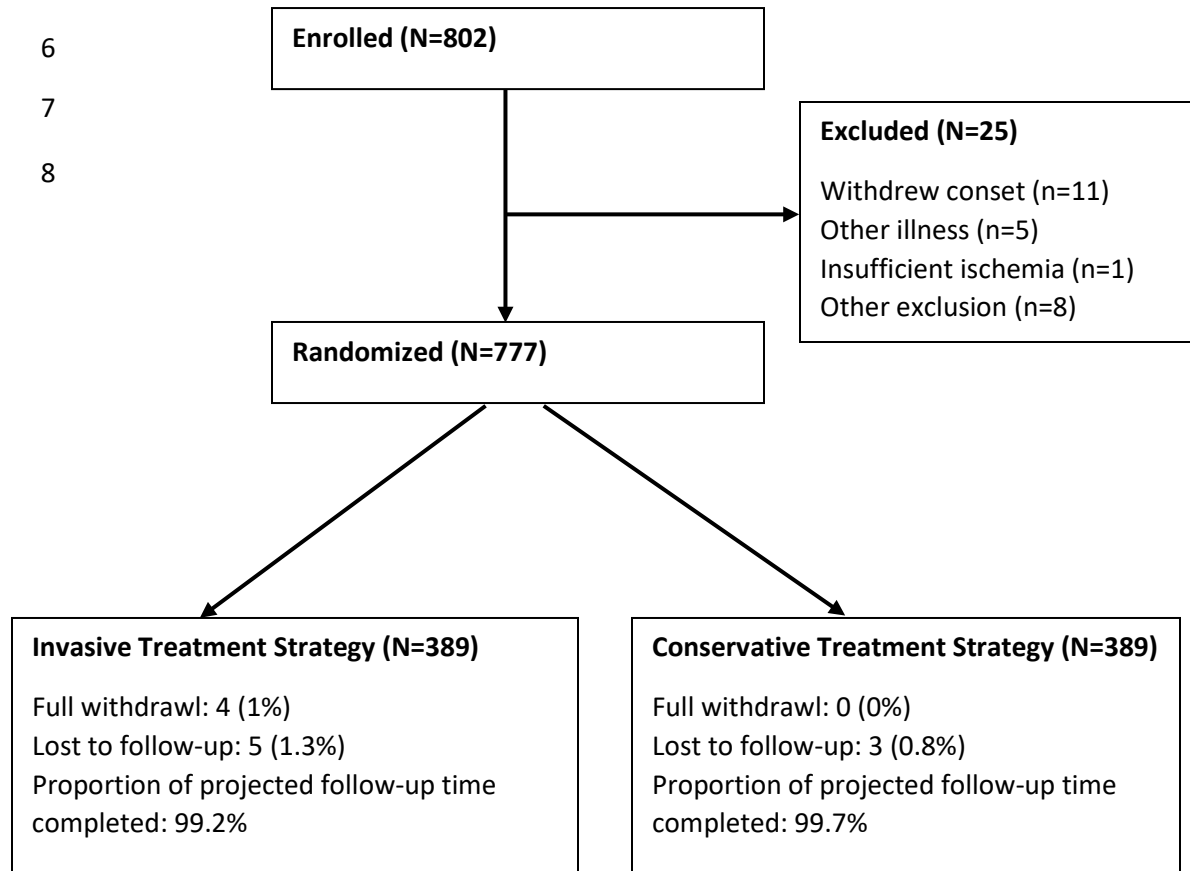 6
7
8
Enrolled (N=802)
Excluded (N=25)
Withdrew conset (n=11)
Other illness (n=5)
Insufficient ischemia (n=1)
Other exclusion (n=8)
Randomized (N=777)
Invasive Treatment Strategy (N=389)
Full withdrawl: 4 (1%)
Lost to follow-up: 5 (1.3%)
Proportion of projected follow-up time
completed: 99.2%
Conservative Treatment Strategy (N=389)
Full withdrawl: 0 (0%)
Lost to follow-up: 3 (0.8%)
Proportion of projected follow-up time
completed: 99.7%